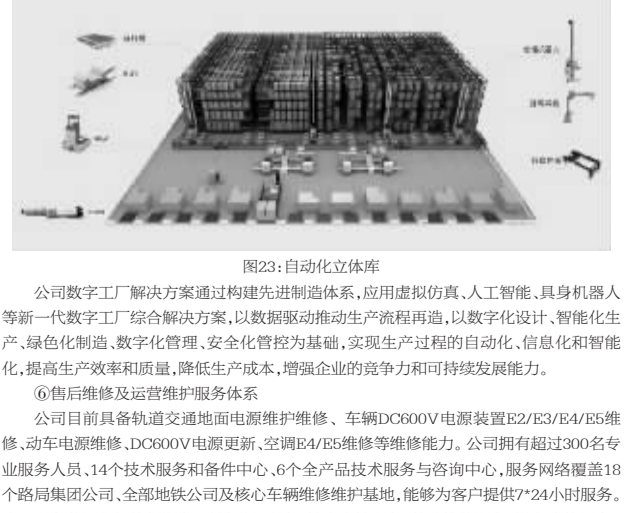 图23:自动化立体库
公司数字工厂解决方案通过构建先进制造体系,应用虚拟仿真、人工智能、具身机器人
等新一代数字工厂综合解决方案,以数据驱动推动生产流程再造,以数字化设计、智能化生
产、绿色化制造、数字化管理、安全化管控为基础,实现生产过程的自动化、信息化和智能
化,提高生产效率和质量,降低生产成本,增强企业的竞争力和可持续发展能力。
⑥售后维修及运营维护服务体系
公司目前具备轨道交通地面电源维护维修、车辆DC600V电源装置E2/E3/E4/E5维
修、动车电源维修、DC600V电源更新、空调E4/E5维修等维修能力。公司拥有超过300名专
业服务人员、14个技术服务和备件中心、6个全产品技术服务与咨询中心,服务网络覆盖18
个路局集团公司、全部地铁公司及核心车辆维修维护基地,能够为客户提供7*24小时服务。